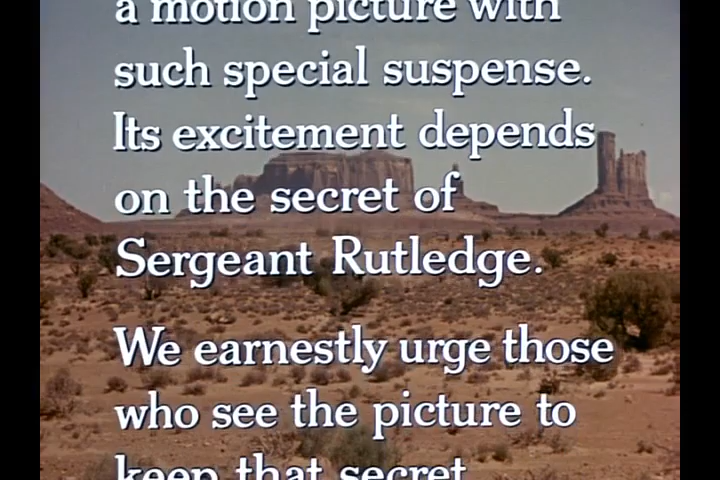 a motion picture with
such special suspense.
Its excitement depends
on the secret of
Sergeant Rutledge.
We earnestly urge those
who see the picture to
keep that secret